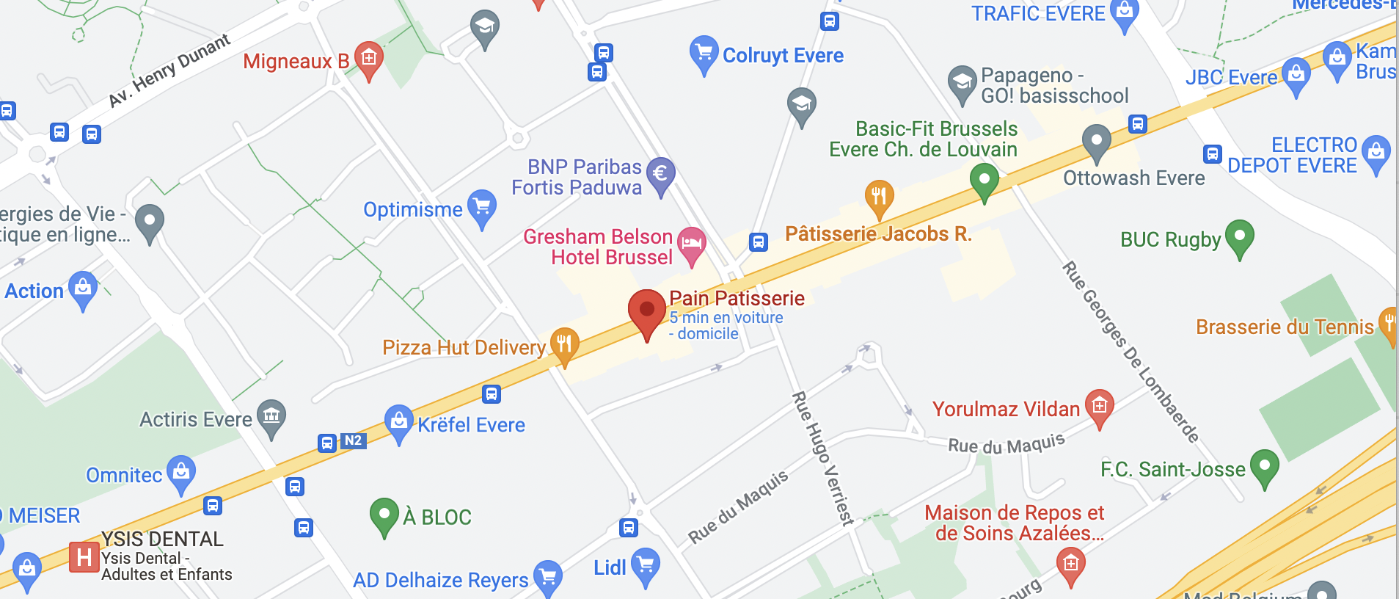 TRAFIC EVERE
Mercedes-B
Av. Henry Dunant
Migneaux B
Colruyt Evere
Kam
Brus
JBC Evere
Papageno -
GO! basisschool
Basic-Fit Brussels
Evere Ch. de Louvain
ELECTRO
DEPOT EVERE
BNP Paribas
Fortis Paduwa
Ottowash Evere
Optimisme
ergies de Vie -
tique en ligne...
Gresham Belson
Hotel Brussel
Pâtisserie Jacobs R.
BUC Rugby
Action
Pain Patisserie
5 min en voiture
- domicile
Rue Georges De Lombaerde
Brasserie du Tennis
Pizza Hut Delivery
Actiris Evere
Krëfel Evere
N2
Rue Hugo Verriest
Yorulmaz Vildan
Rue du Maquis
Omnitec
F.C. Saint-Josse
MEISER
À BLOC
Rue du Maquis
Maison de Repos et
de Soins Azalées...
H
YSIS DENTAL
Ysis Dental -
Adultes et Enfants
AD Delhaize Reyers
Lidl
ourg
Med Belgium